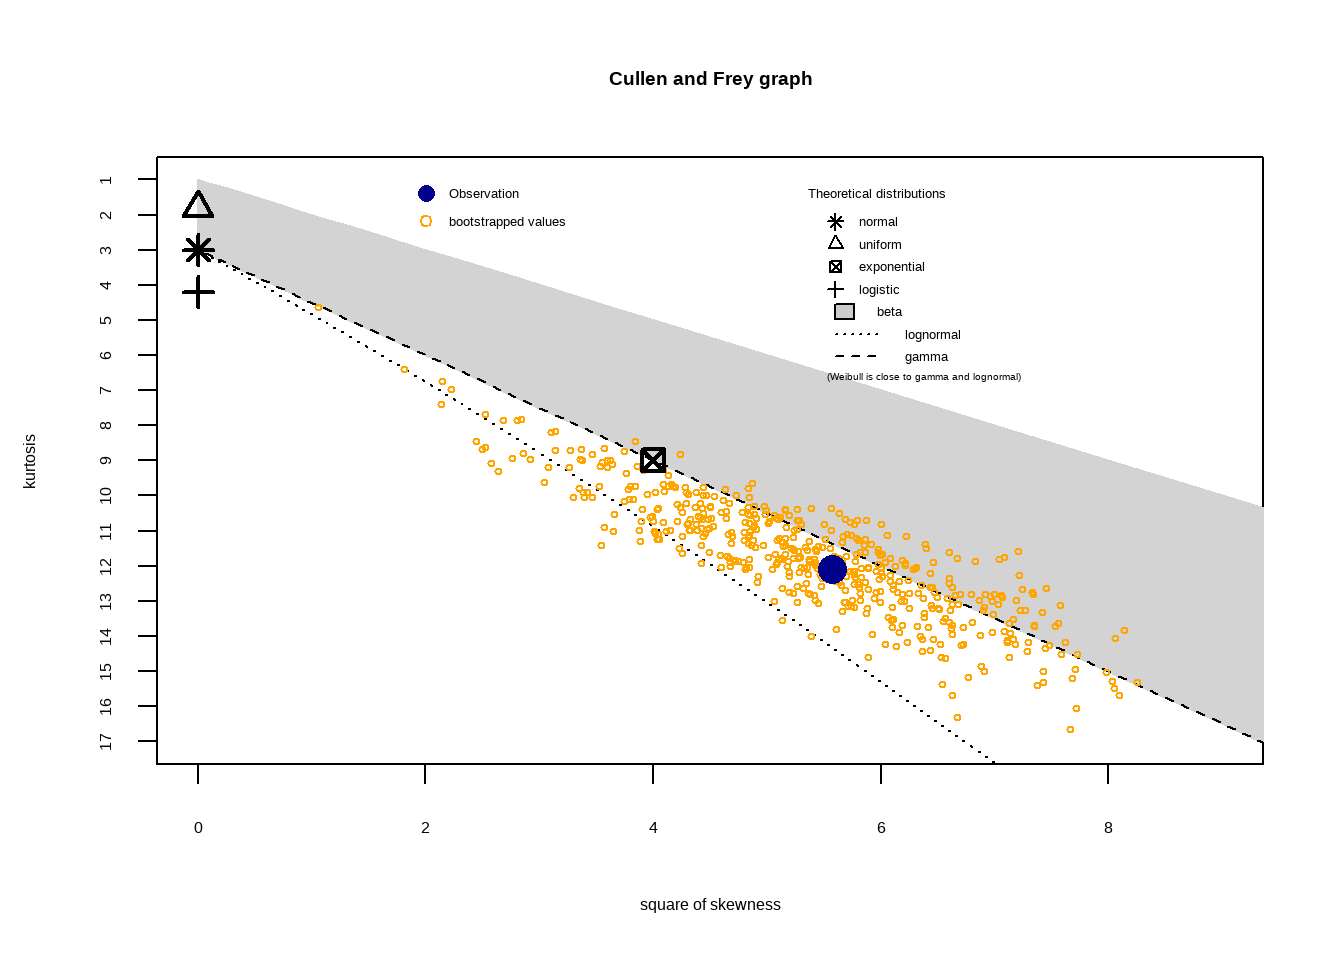 Cullen and Frey graph
Observation
bootstrapped values
Theoretical distributions
normal
uniform
exponential
logistic
beta
lognormal
gamma
(Weibull is close to gamma and lognormal)
kurtosis
1
2
3
4
5
6
7
8
9
10
11
12
13
14
15
16
17
0 2 4 6 8
square of skewness